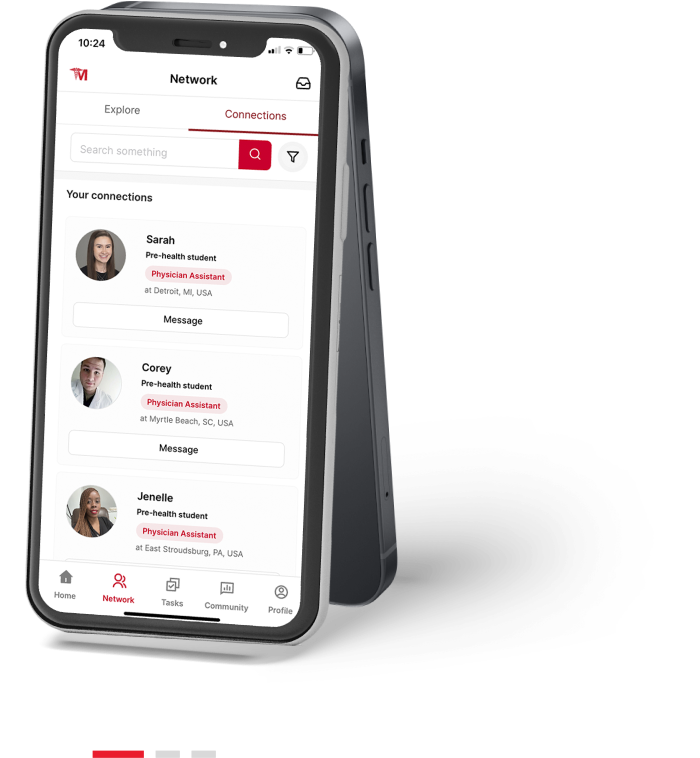 10:24
M
Network
Explore
Connections
Search something
Your connections
Sarah
Pre-health student
Physician Assistant
at Detroit, MI, USA
Message
Corey
Pre-health student
Physician Assistant
at Myrtle Beach, SC, USA
Message
Jenelle
Pre-health student
Physician Assistant
at East Stroudsburg, PA, USA
Home
Network
Tasks
Community
Profile